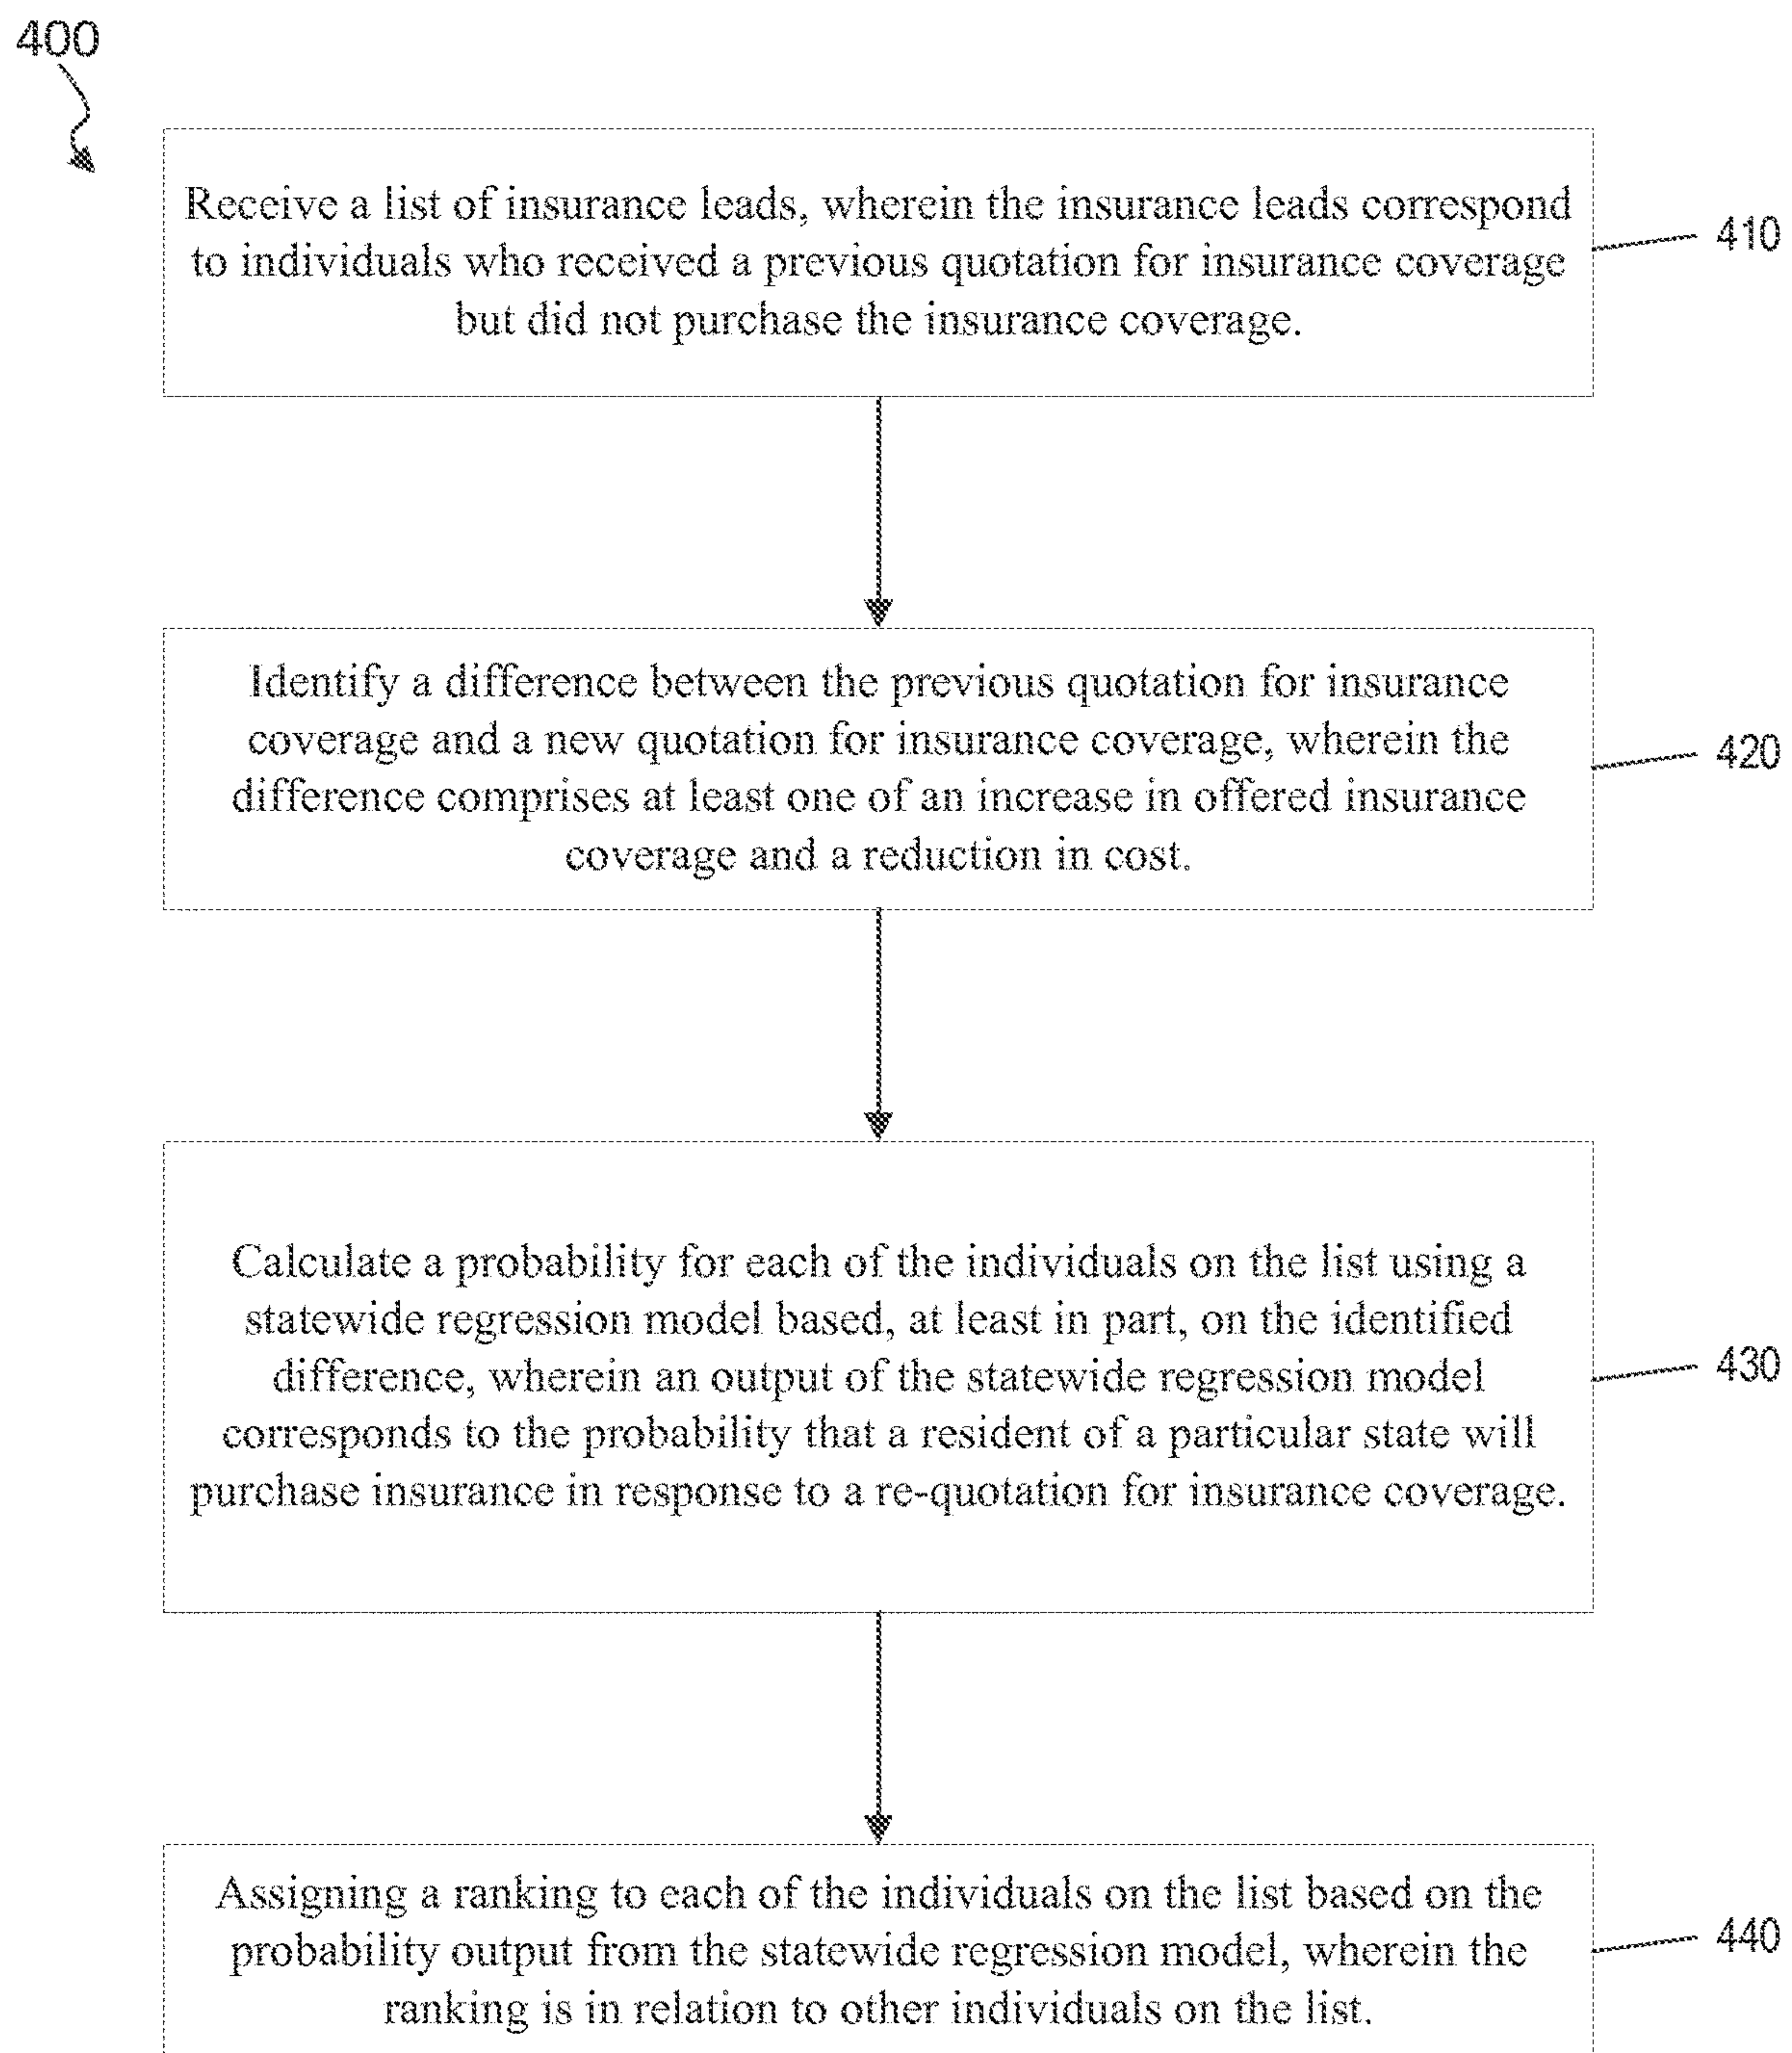 400
Receive a list of insurance leads, wherein the insurance leads correspond
to individuals who received a previous quotation for insurance coverage
but did not purchase the insurance coverage.
410
Identify a difference between the previous quotation for insurance
coverage and a new quotation for insurance coverage, wherein the
difference comprises at least one of an increase in offered insurance
coverage and a reduction in cost.
420
Calculate a probability for each of the individuals on the list using a
statewide regression model based, at least in part, on the identified
difference, wherein an output of the statewide regression model
corresponds to the probability that a resident of a particular state will
purchase insurance in response to a re-quotation for insurance coverage.
430
Assigning a ranking to each of the individuals on the list based on the
probability output from the statewide regression model, wherein the
ranking is in relation to other individuals on the list.
440